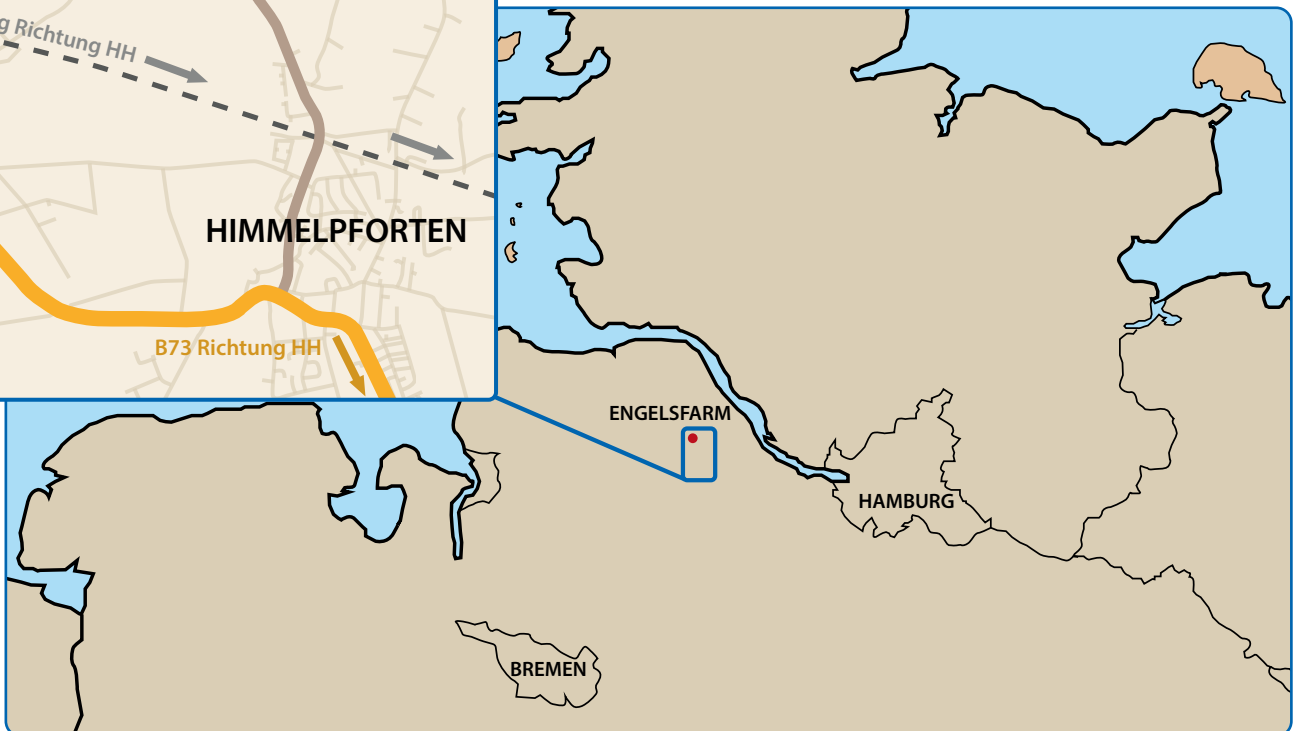 Richtung HH
HIMMELPFORTEN
B73 Richtung HH
ENGELSFARM
HAMBURG
BREMEN